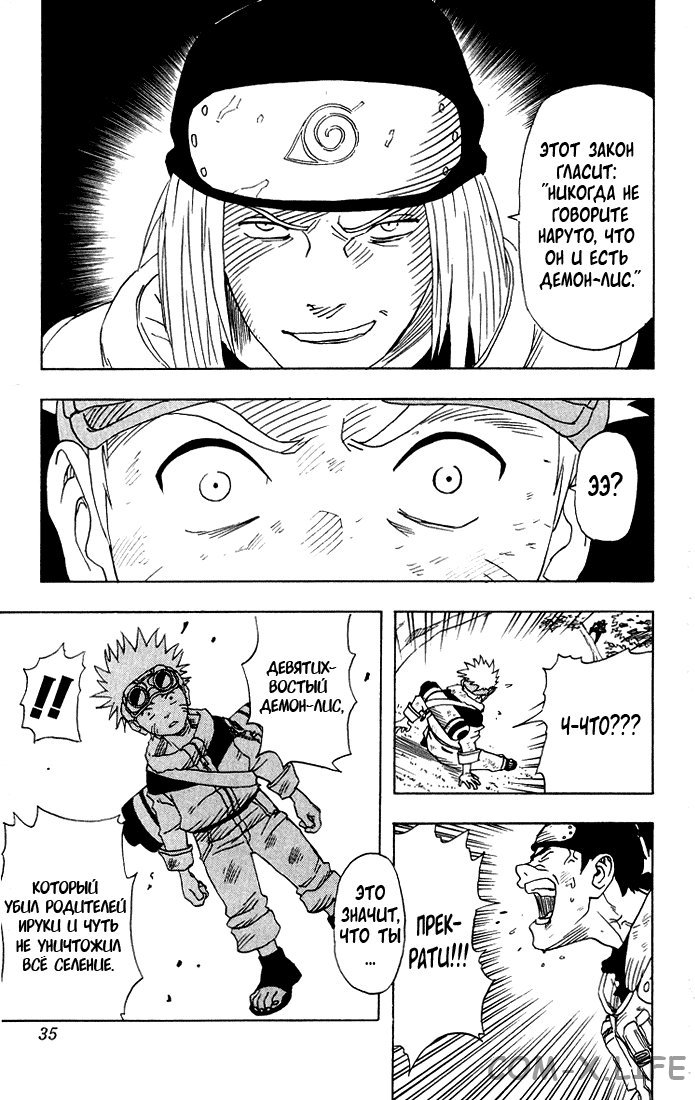 ЭТОТ ЗАКОН
ГЛАСИТ:
"НИКОГДА НЕ
ГОВОРИТЕ
НАРУТО, ЧТО
ОН И ЕСТЬ
ДЕМОН-ЛИС."
ЭЭ?
Ч-ЧТО???
ПРЕК-
РАТИ!!!
ЭТО
ЗНАЧИТ,
ЧТО ТЫ
...
ДЕВЯТИХ-
ВОСТЫЙ
ДЕМОН-ЛИС,
!!
КОТОРЫЙ
УБИЛ РОДИТЕЛЕЙ
ИРУКИ И ЧУТЬ
НЕ УНИЧТОЖИЛ
ВСЁ СЕЛЕНИЕ.
35
COM-X.LIFE